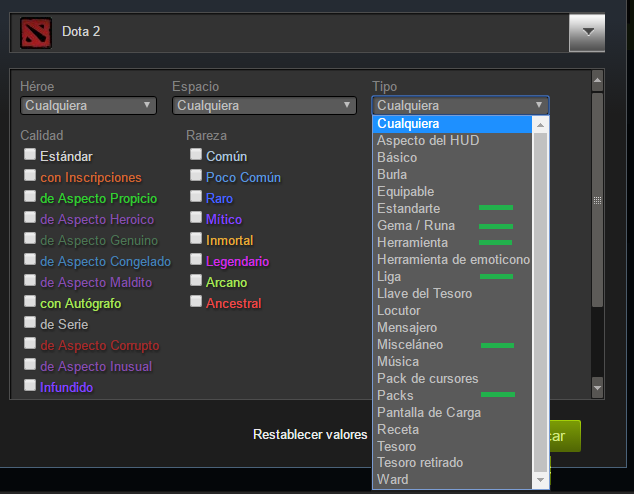 Dota 2
Héroe
Espacio
Tipo
Cualquiera
Cualquiera
Cualquiera
Calidad
Estándar
con Inscripciones
de Aspecto Propicio
de Aspecto Heroico
de Aspecto Genuino
de Aspecto Congelado
de Aspecto Maldito
con Autógrafo
de Serie
de Aspecto Corrupto
de Aspecto Inusual
Infundido
Rareza
Común
Poco Común
Raro
Mítico
Inmortal
Legendario
Arcano
Ancestral
Cualquiera
Aspecto del HUD
Básico
Burla
Equipable
Estandarte
Gema / Runa
Herramienta
Herramienta de emoticono
Liga
Llave del Tesoro
Locutor
Mensajero
Misceláneo
Música
Pack de cursores
Packs
Pantalla de Carga
Receta
Tesoro
Tesoro retirado
Ward
Restablecer valores
car